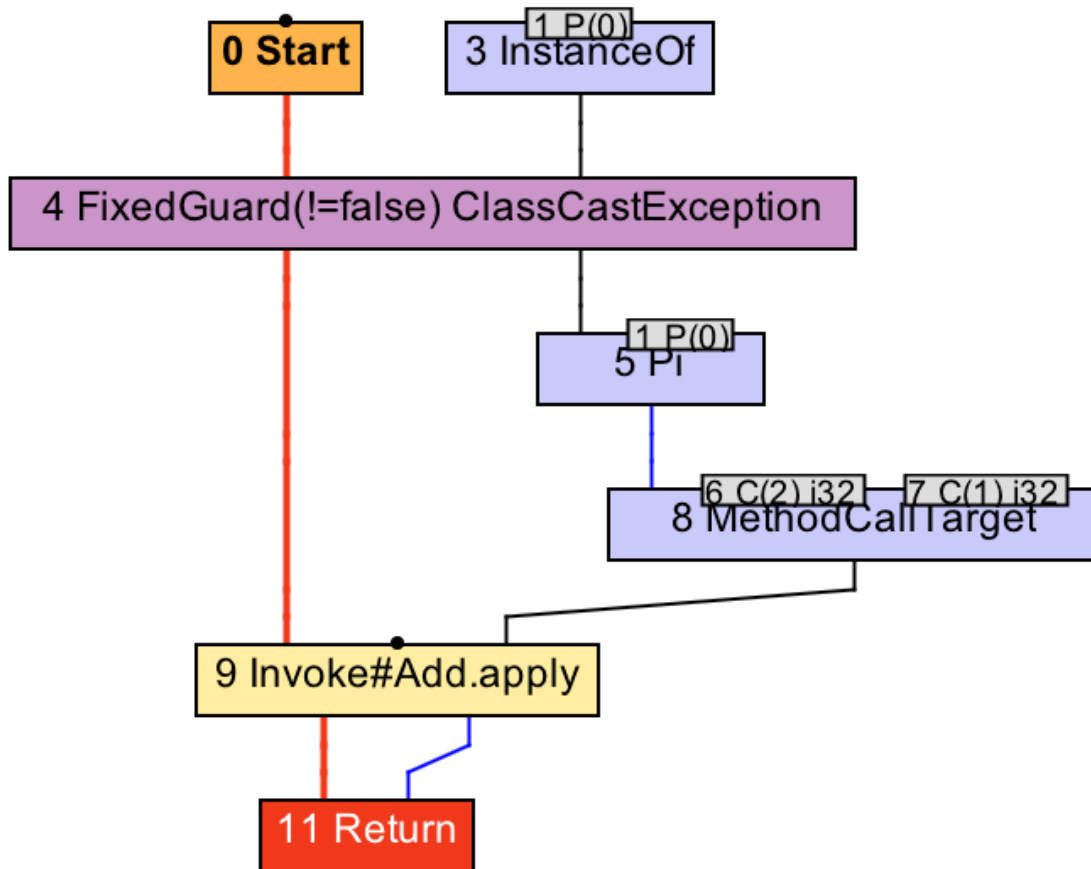 0 Start
1 P(0)
3 InstanceOf
4 FixedGuard(!=false) ClassCastException
1 P(0)
5 Pi
6 C(2) i32
7 C(1) i32
8 MethodCallTarget
9 Invoke#Add.apply
11 Return